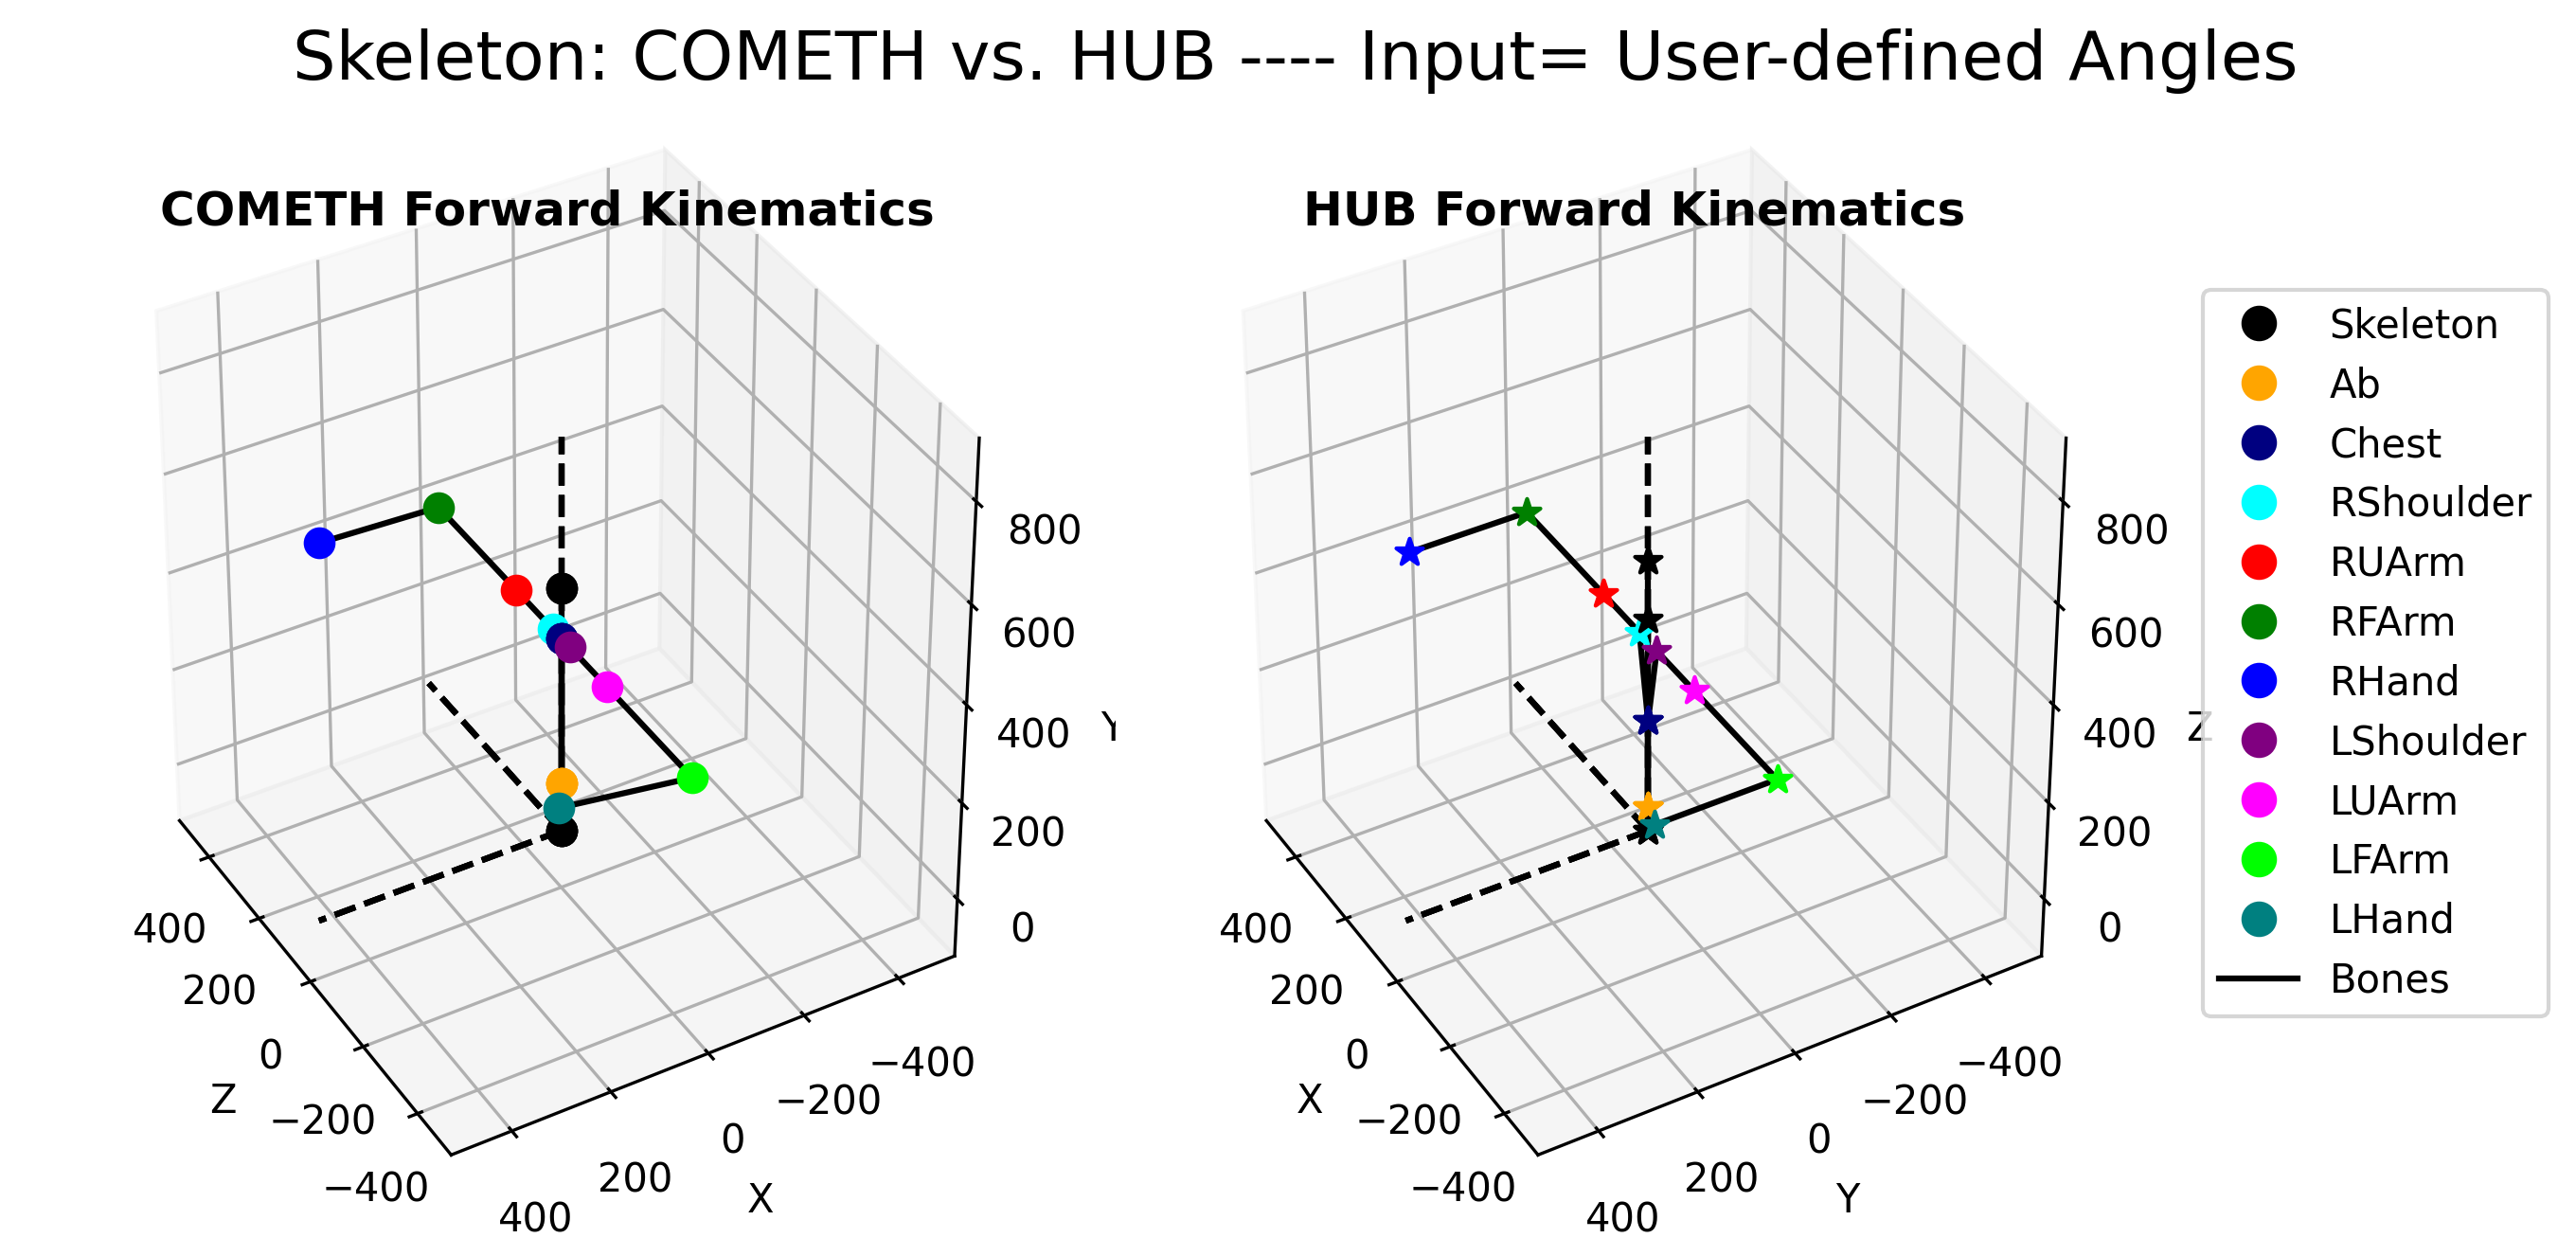 Skeleton: COMETH vs. HUB ---- Input= User-defined Angles
COMETH Forward Kinematics
800
600
400
200
0
Y
400
200
0
−200
−400
Z
400
200
0
−200
−400
X
HUB Forward Kinematics
800
600
400
200
0
Z
400
200
0
−200
−400
X
400
200
0
−200
−400
Y
Skeleton
Ab
Chest
RShoulder
RUArm
RFArm
RHand
LShoulder
LUArm
LFArm
LHand
Bones